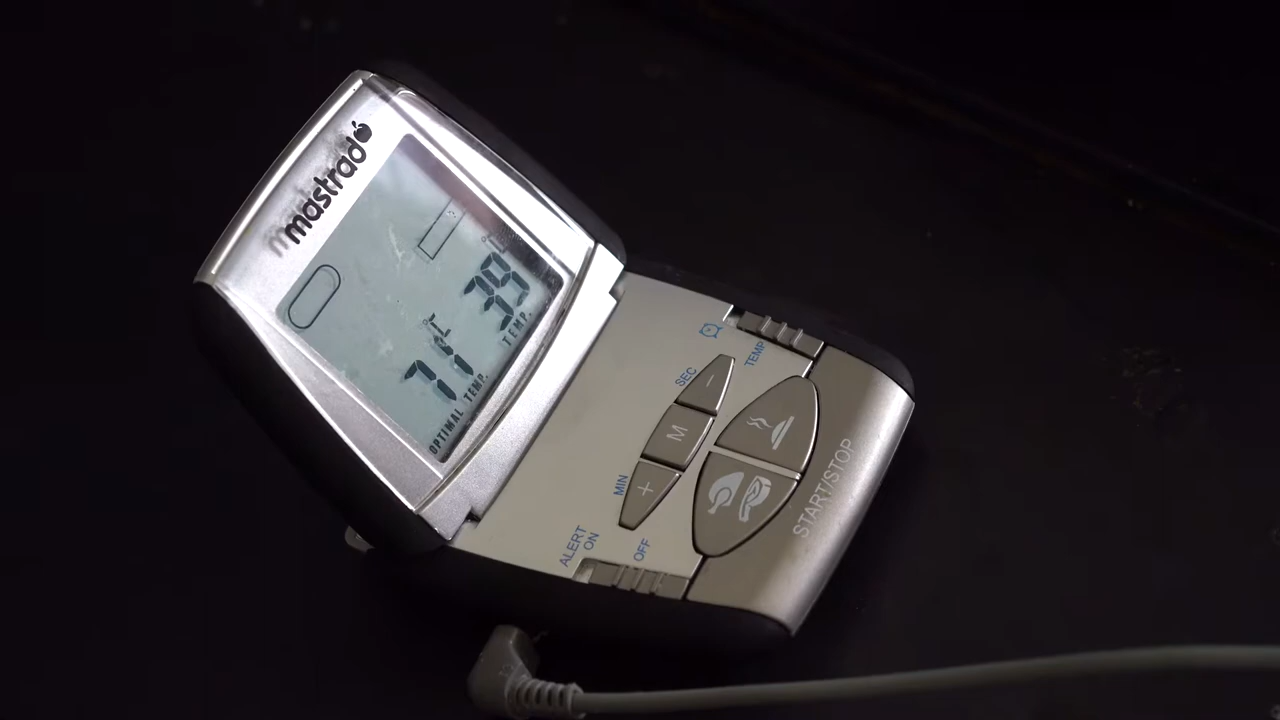 mastrad
39°C
TEMP.
71°C
OPTIMAL TEMP.
TEMP
SEC
-
M
+
MIN
ALERT
ON
OFF
START/STOP